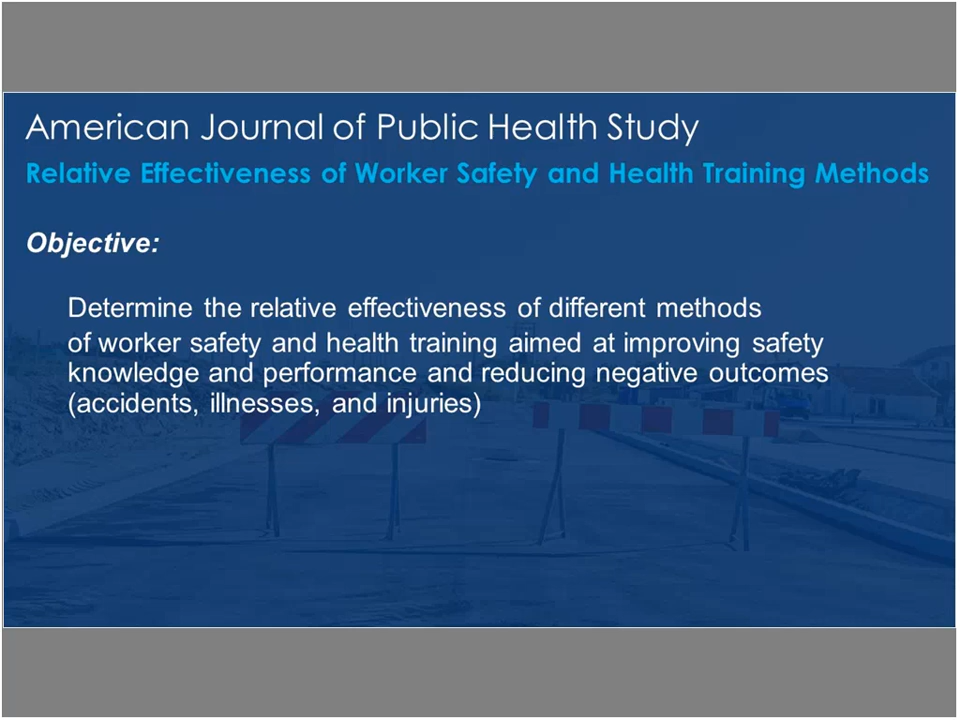 American Journal of Public Health Study
Relative Effectiveness of Worker Safety and Health Training Methods
Objective:
Determine the relative effectiveness of different methods
of worker safety and health training aimed at improving safety
knowledge and performance and reducing negative outcomes
(accidents, illnesses, and injuries)